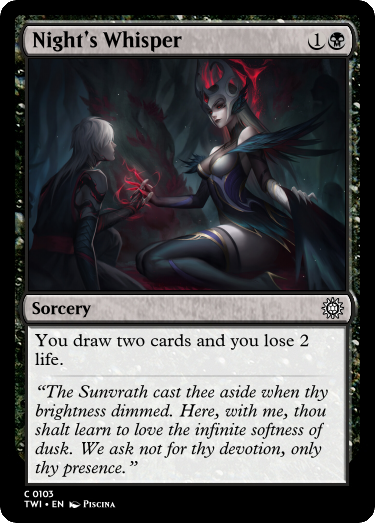 Night's Whisper 1
Sorcery
You draw two cards and you lose 2
life.
“The Sunvrath cast thee aside when thy
brightness dimmed. Here, with me, thou
shalt learn to love the infinite softness of
dusk. We ask not for thy devotion, only
thy presence.”
C 0103
TWI • EN Piscina